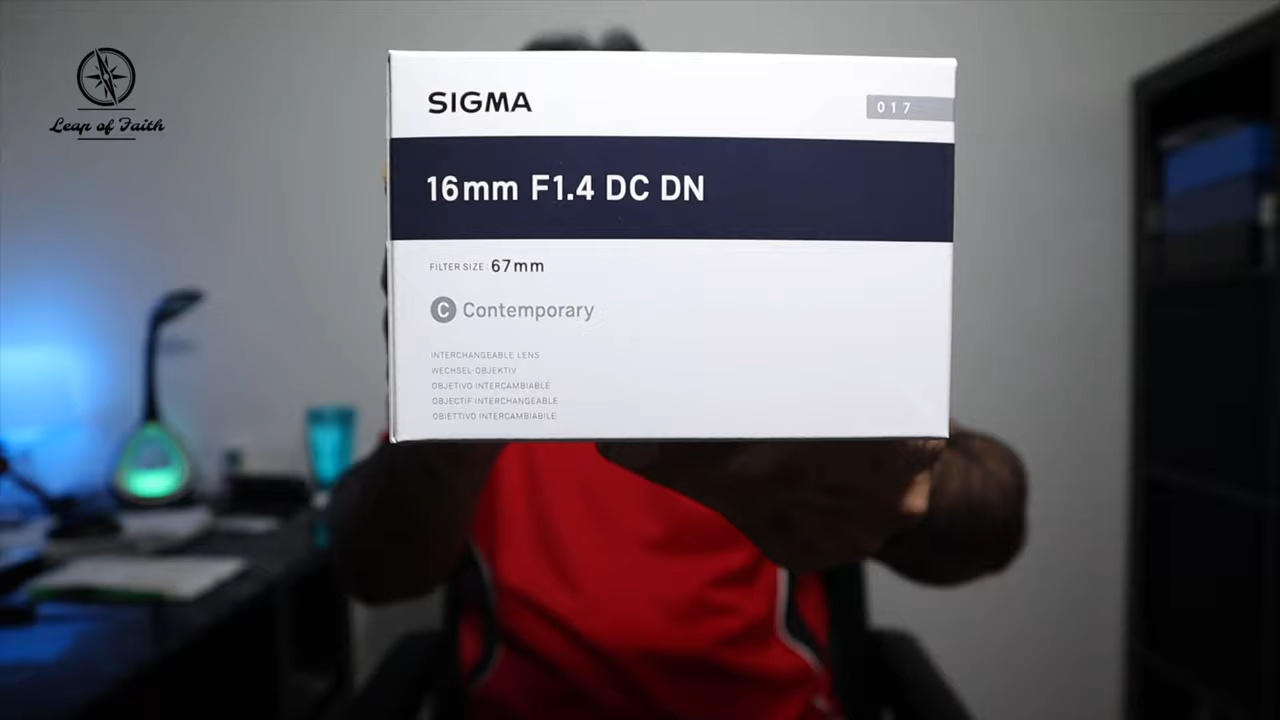 Leap of Faith
SIGMA
017
16mm F1.4 DC DN
FILTER SIZE: 67mm
C Contemporary
INTERCHANGEABLE LENS
WECHSEL-OBJEKTIV
OBJETIVO INTERCAMBIABLE
OBJECTIF INTERCHANGEABLE
OBIETTIVO INTERCAMBIABILE